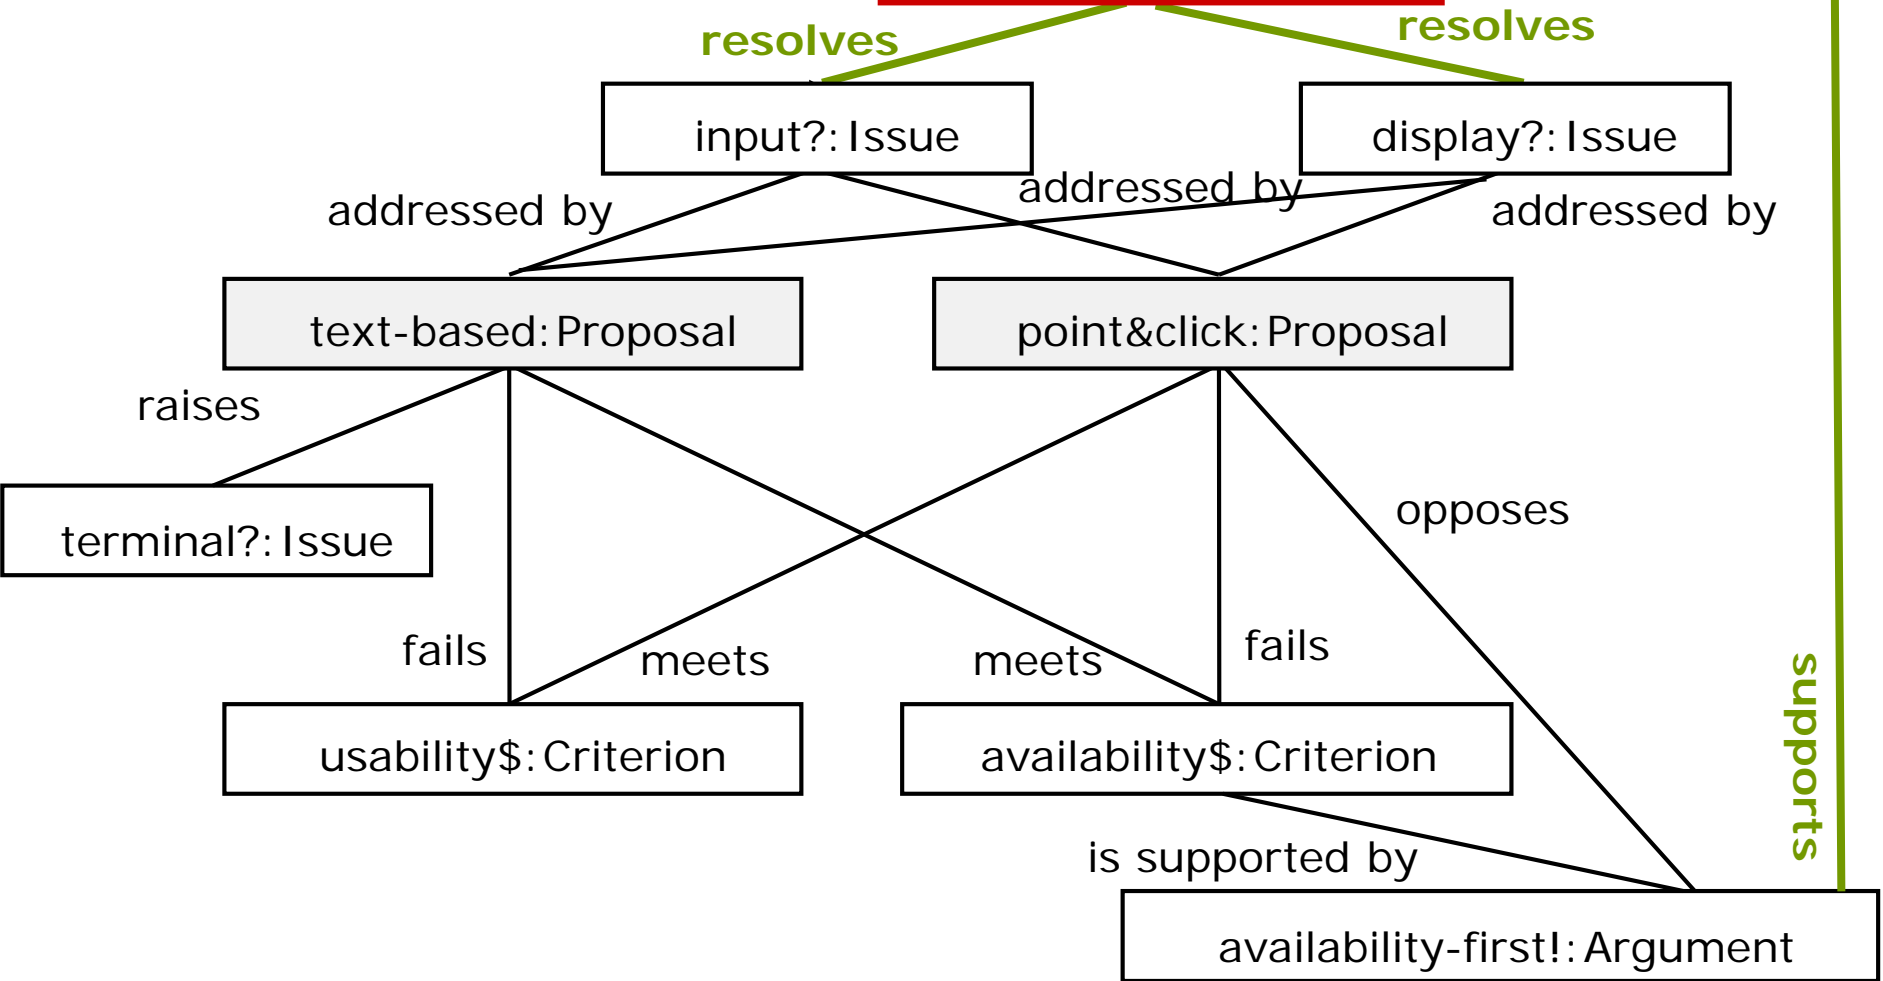 resolves
resolves
input?:Issue
display?:Issue
addressed by
addressed by
addressed by
text-based:Proposal
point&click:Proposal
raises
terminal?:Issue
opposes
fails
meets
meets
fails
supports
usability$:Criterion
availability$:Criterion
is supported by
availability-first!:Argument